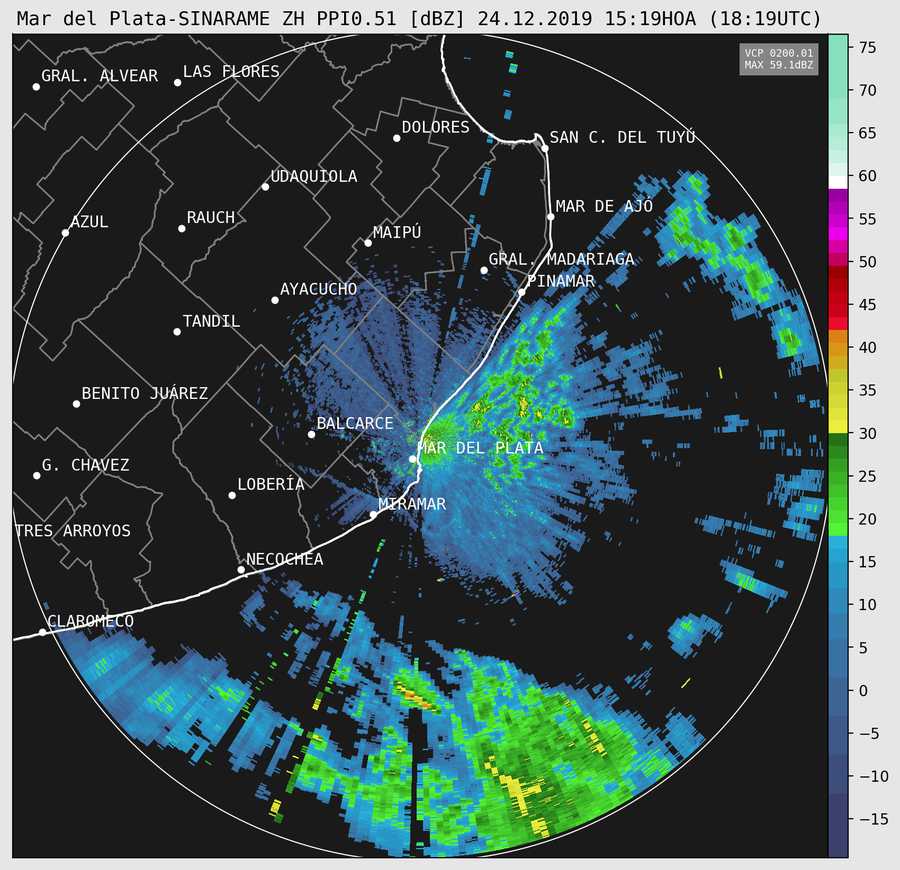 Mar del Plata-SINARAME ZH PPI0.51 [dBZ] 24.12.2019 15:19HOA (18:19UTC)
VCP 0200.01
MAX 59.1dBZ
75
GRAL. ALVEAR
LAS FLORES
70
DOLORES
SAN C. DEL TUYÚ
65
60
UDAQUIOLA
AZUL
RAUCH
MAR DE AJÓ
55
MAIPÚ
50
GRAL. MADARIAGA
PINAMAR
AYACUCHO
45
TANDIL
40
35
BENITO JUÁREZ
BALCARCE
30
MAR DEL PLATA
G. CHAVEZ
25
LOBERÍA
MIRAMAR
20
TRES ARROYOS
15
NECOCHEA
10
CLAROMECO
5
0
−5
−10
−15